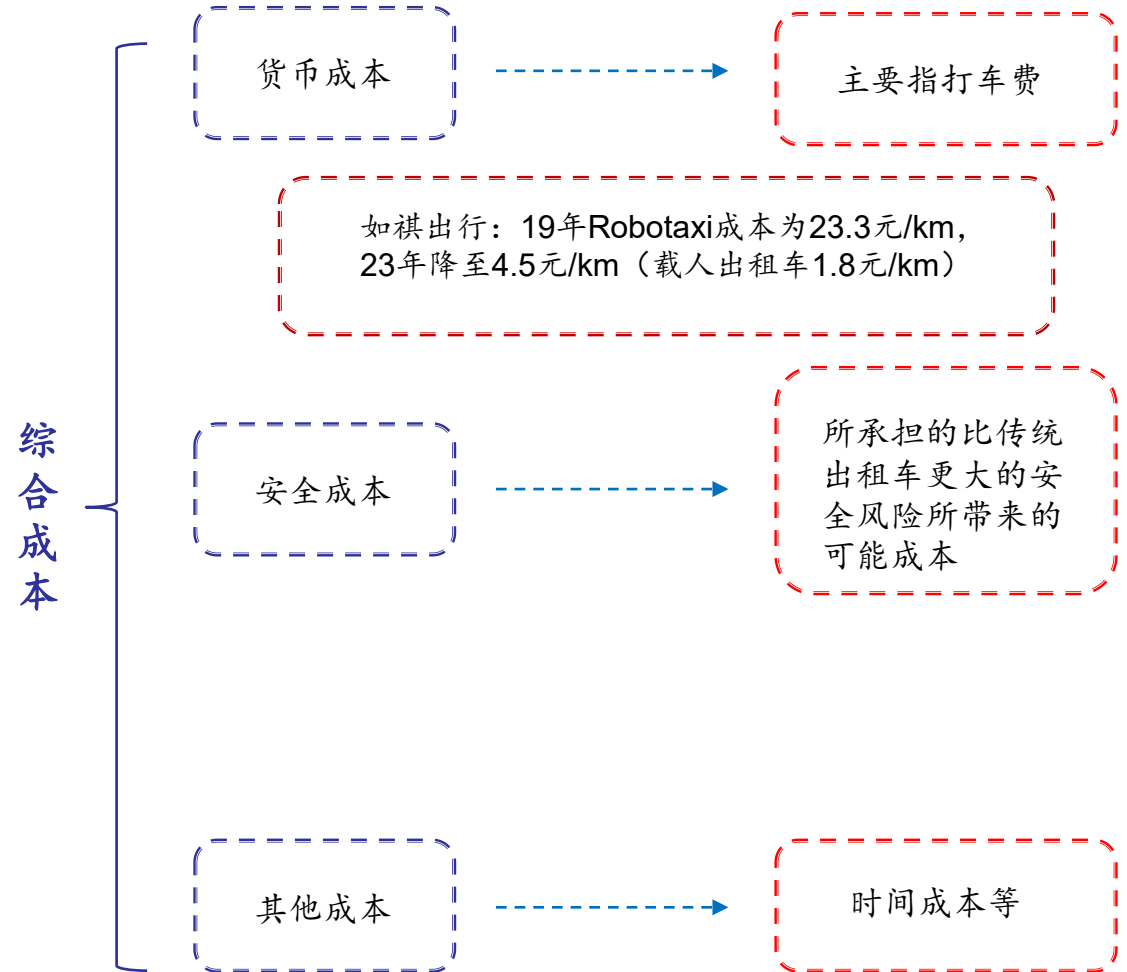 货币成本
主要指打车费
如祺出行：19年Robotaxi成本为23.3元/km，
23年降至4.5元/km（载人出租车1.8元/km）
综合成本
安全成本
所承担的比传统
出租车更大的安
全风险所带来的
可能成本
其他成本
时间成本等